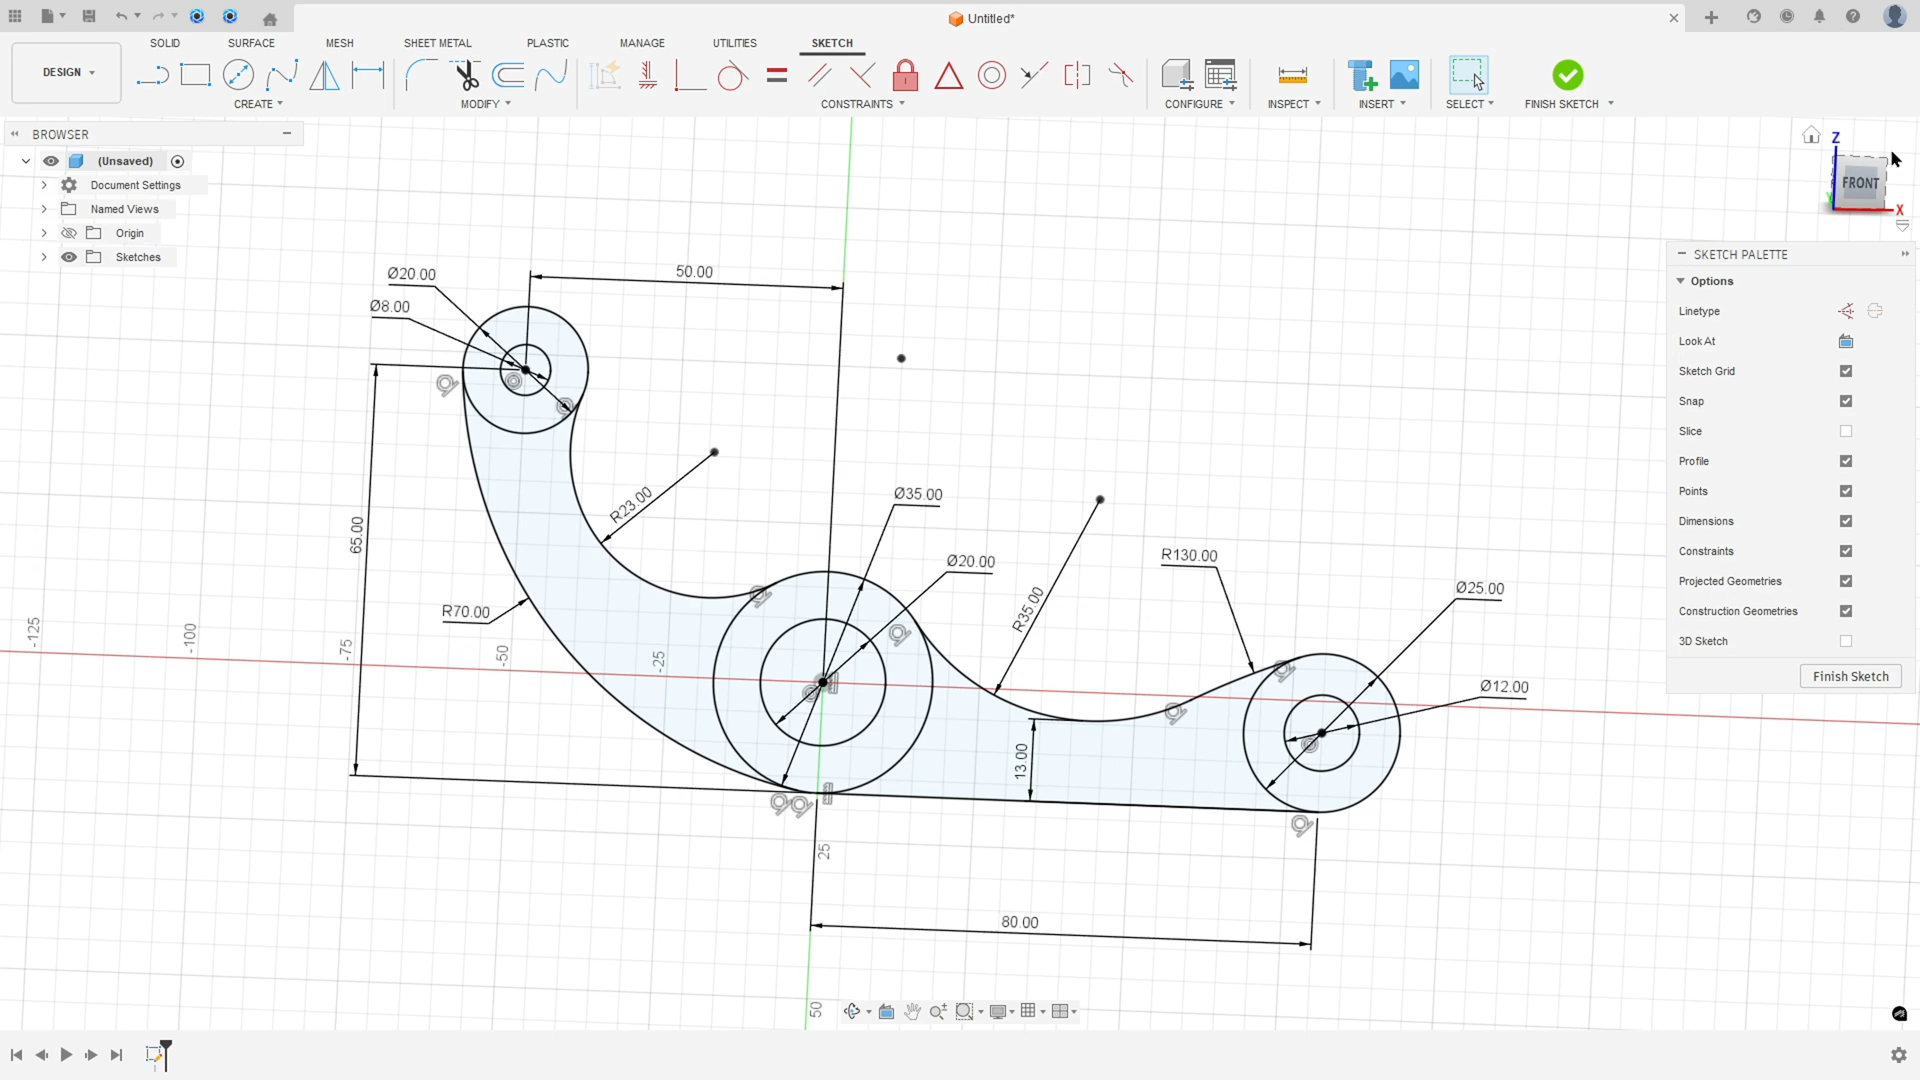 Untitled*
SOLID SURFACE MESH SHEET METAL PLASTIC MANAGE UTILITIES SKETCH
DESIGN
CREATE MODIFY CONSTRAINTS CONFIGURE INSPECT INSERT SELECT FINISH SKETCH
BROWSER
(Unsaved)
Document Settings
Named Views
Origin
Sketches
Z
FRONT
X
SKETCH PALETTE
Options
Linetype
Look At
Sketch Grid
Snap
Slice
Profile
Points
Dimensions
Constraints
Projected Geometries
Construction Geometries
3D Sketch
Finish Sketch
Ø20.00
50.00
Ø8.00
65.00
R23.00
Ø35.00
Ø20.00
R130.00
Ø25.00
R35.00
R70.00
Ø12.00
13.00
80.00
-125
-100
-75
-50
-25
25
50